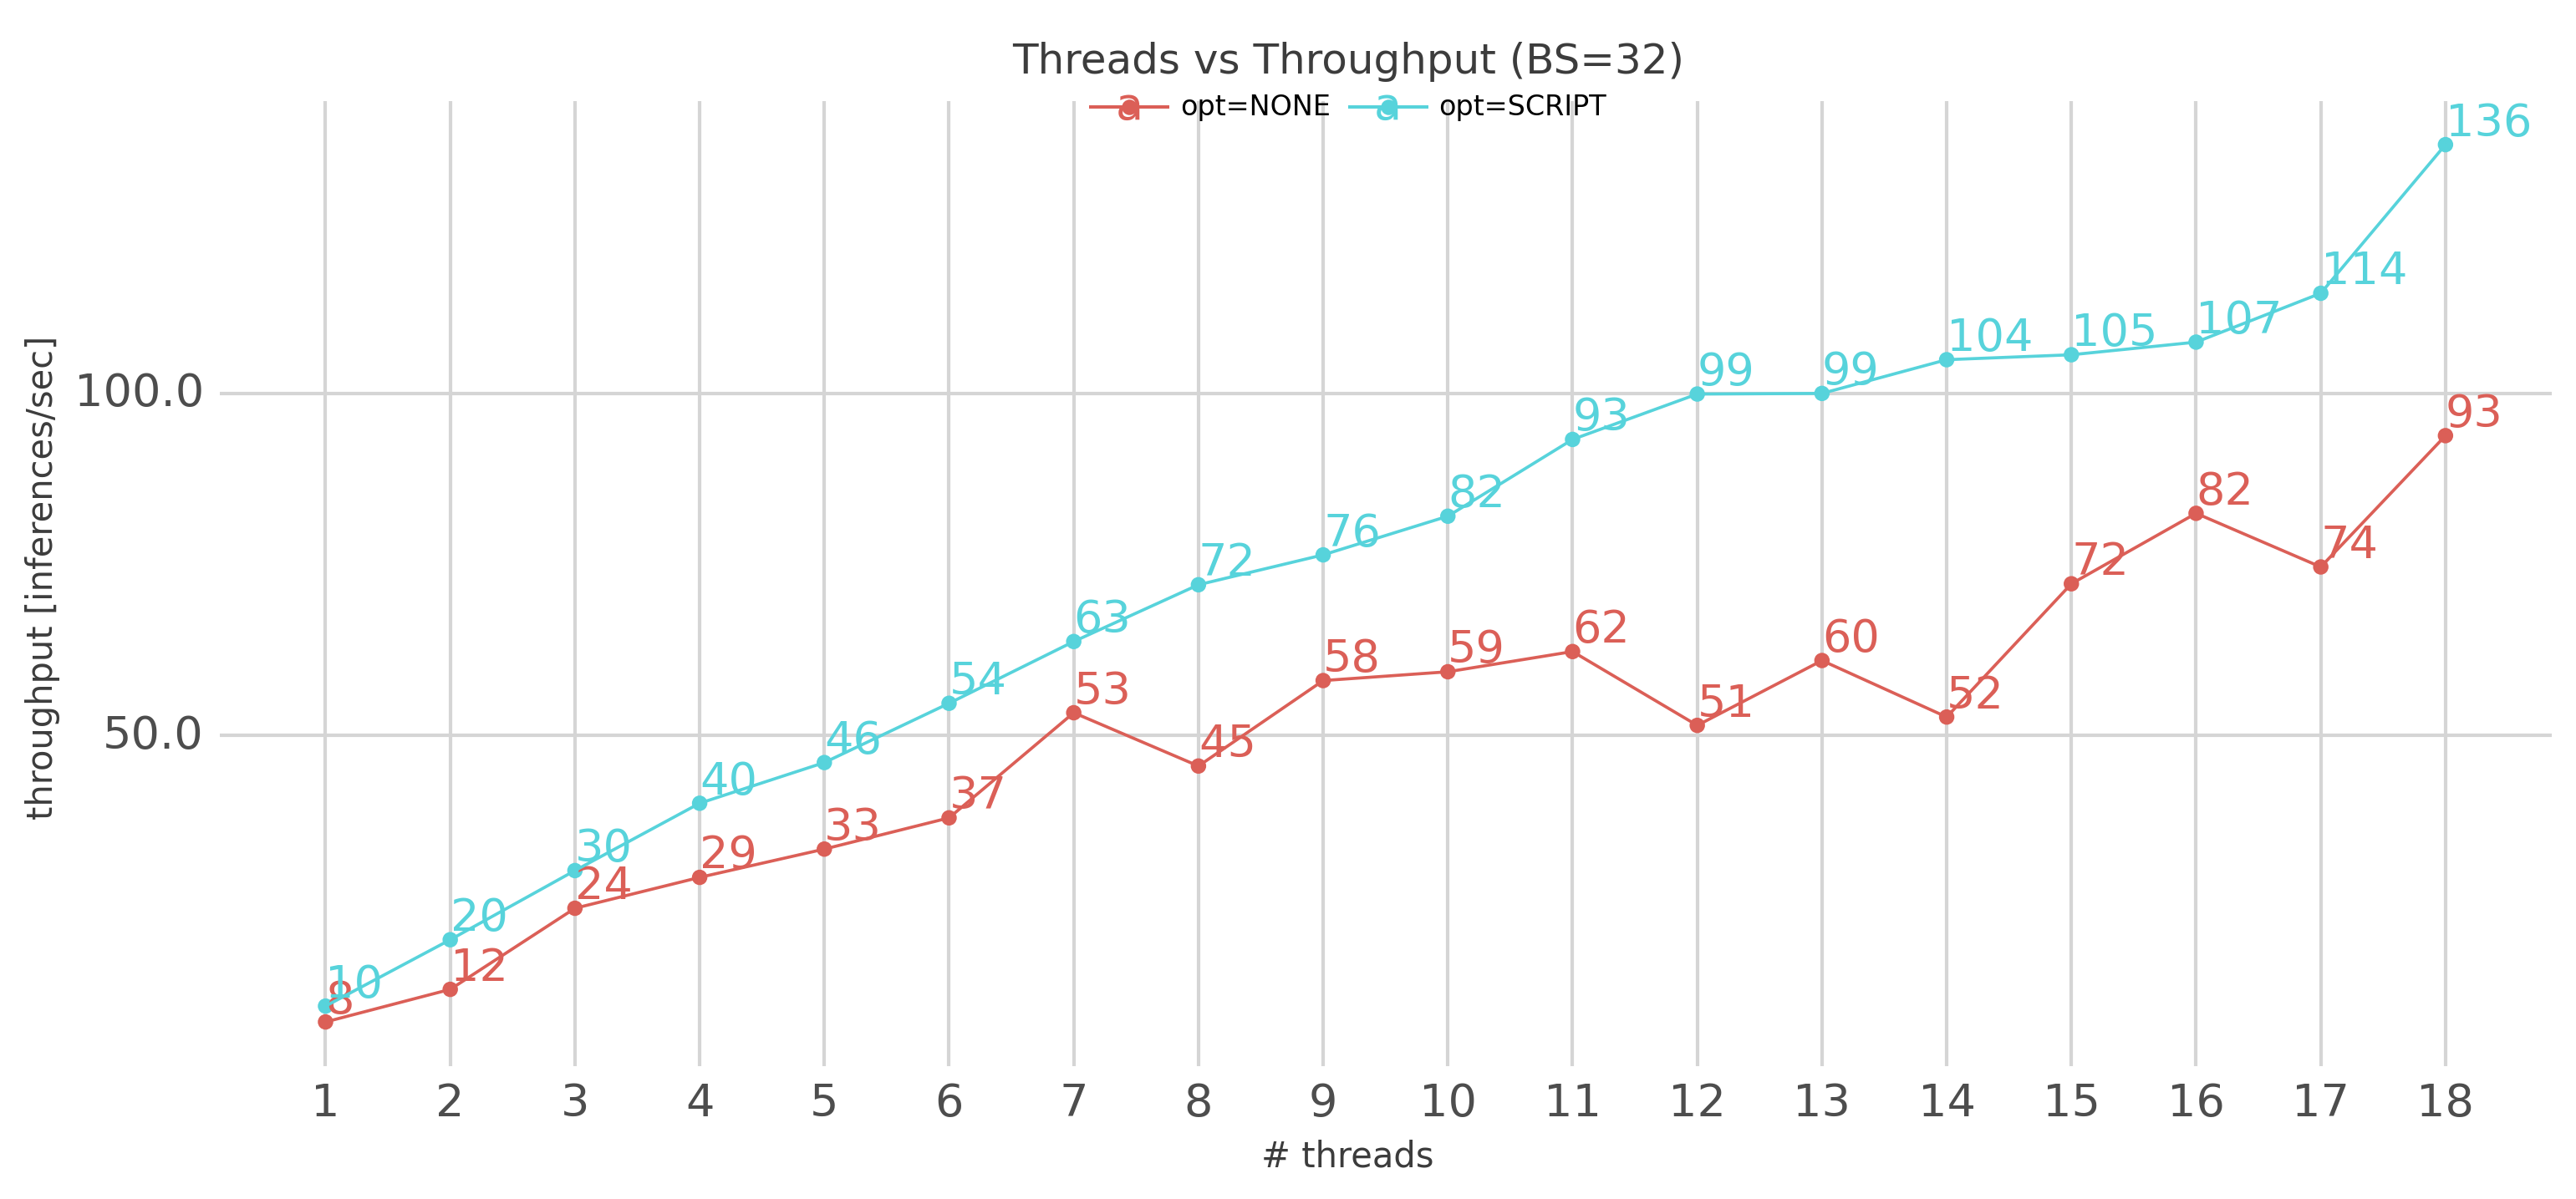 Threads vs Throughput (BS=32)
a opt=NONE a opt=SCRIPT
throughput [inferences/sec]
100.0
50.0
10 20 30 40 46 54 63 72 76 82 93 99 99 104 105 107 114 136
8 12 24 29 33 37 53 45 58 59 62 51 60 52 72 82 74 93
1 2 3 4 5 6 7 8 9 10 11 12 13 14 15 16 17 18
# threads